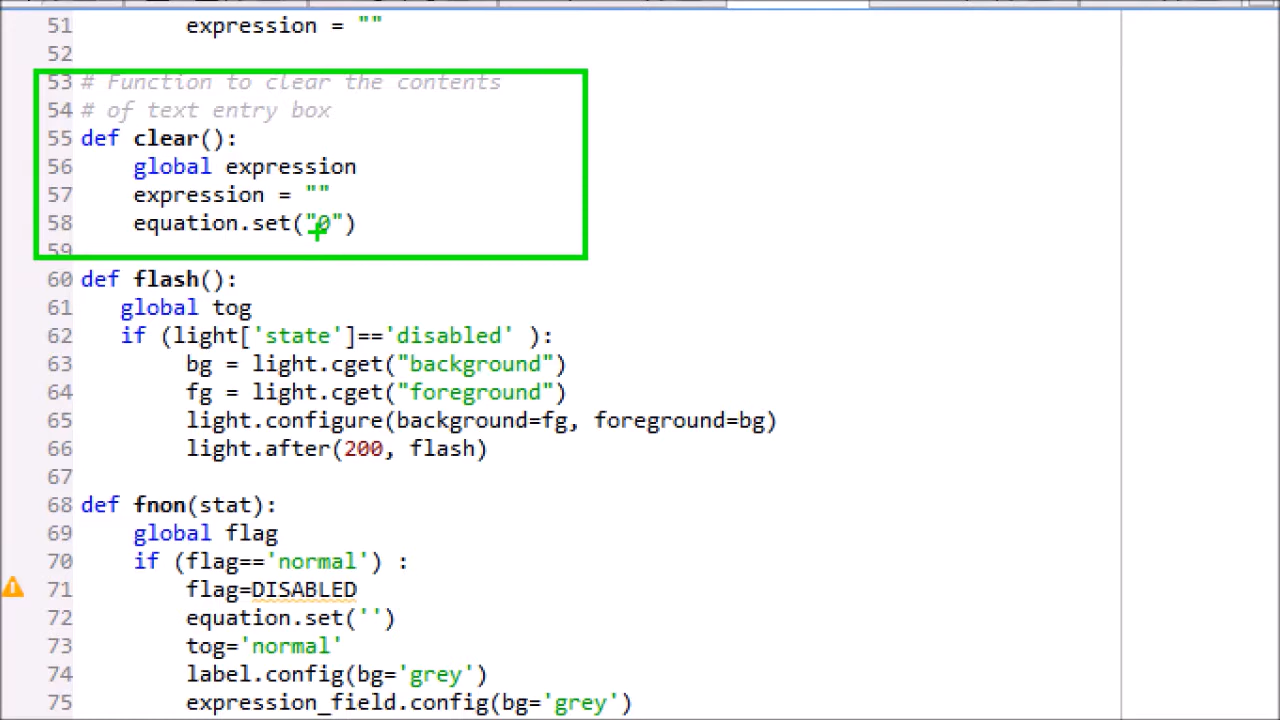 51 expression = ""
52
53 # Function to clear the contents
54 # of text entry box
55 def clear():
56 global expression
57 expression = ""
58 equation.set("0")
59
60 def flash():
61 global tog
62 if (light['state']=='disabled' ):
63 bg = light.cget("background")
64 fg = light.cget("foreground")
65 light.configure(background=fg, foreground=bg)
66 light.after(200, flash)
67
68 def fnon(stat):
69 global flag
70 if (flag=='normal') :
71 flag=DISABLED
72 equation.set('')
73 tog='normal'
74 label.config(bg='grey')
75 expression_field.config(bg='grey')